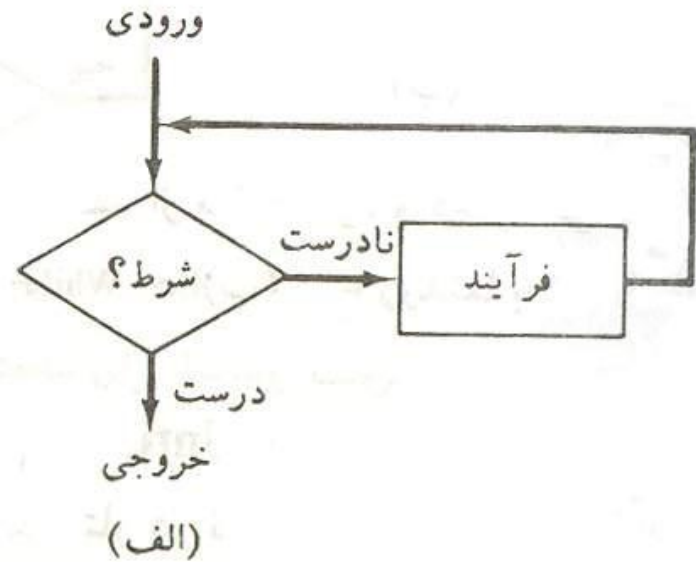 ورودی
نادرست
شرط؟
فرآیند
درست
خروجی
(الف)